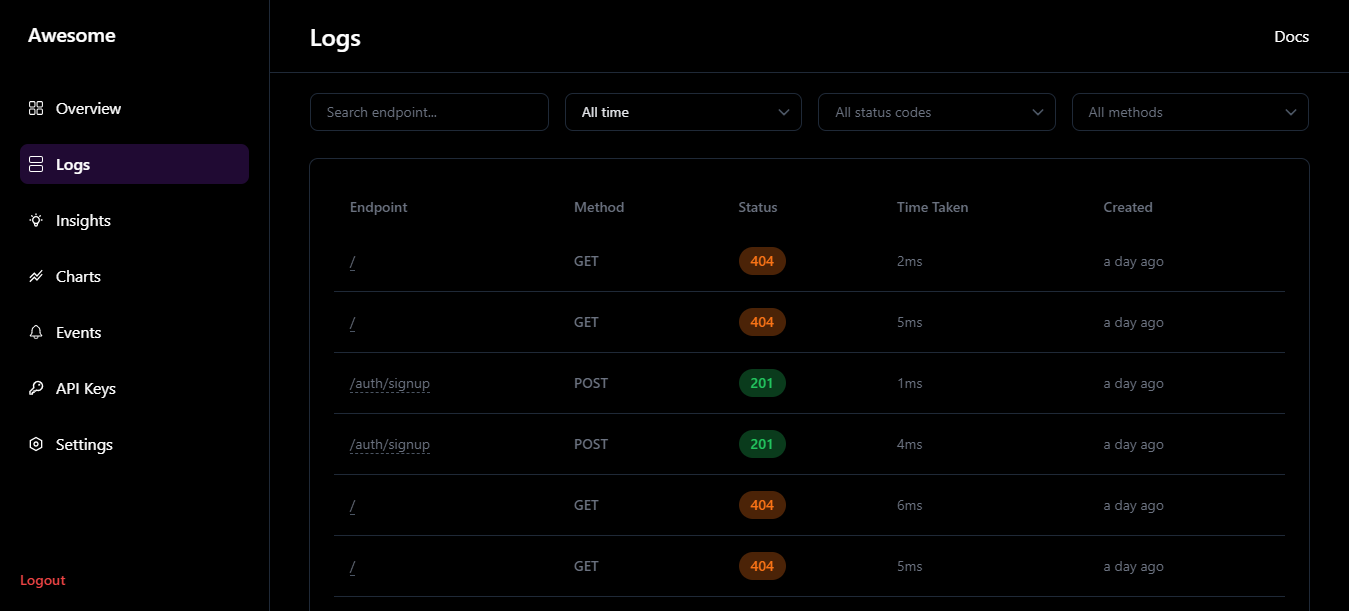 Awesome
Logs
Docs
Overview
Logs
Insights
Charts
Events
API Keys
Settings
Logout
Search endpoint...
All time
All status codes
All methods
Endpoint Method Status Time Taken Created
/ GET 404 2ms a day ago
/ GET 404 5ms a day ago
/auth/signup POST 201 1ms a day ago
/auth/signup POST 201 4ms a day ago
/ GET 404 6ms a day ago
/ GET 404 5ms a day ago